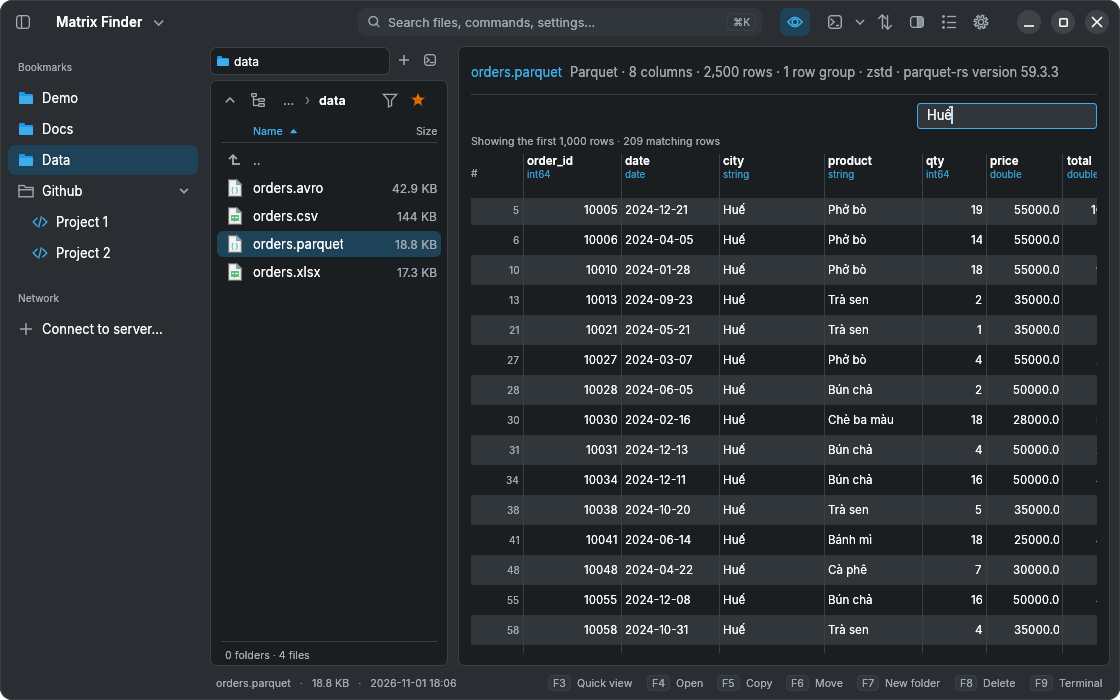 Matrix Finder
Search files, commands, settings... ⌘K
Bookmarks
Demo
Docs
Data
Github
Project 1
Project 2
Network
Connect to server...
data
... › data
Name Size
..
orders.avro 42.9 KB
orders.csv 144 KB
orders.parquet 18.8 KB
orders.xlsx 17.3 KB
0 folders · 4 files
orders.parquet Parquet · 8 columns · 2,500 rows · 1 row group · zstd · parquet-rs version 59.3.3
Huế
Showing the first 1,000 rows · 209 matching rows
# order_id date city product qty price total
int64 date string string int64 double double
5 10005 2024-12-21 Huế Phở bò 19 55000.0
6 10006 2024-04-05 Huế Phở bò 14 55000.0
10 10010 2024-01-28 Huế Phở bò 18 55000.0
13 10013 2024-09-23 Huế Trà sen 2 35000.0
21 10021 2024-05-21 Huế Trà sen 1 35000.0
27 10027 2024-03-07 Huế Phở bò 4 55000.0
28 10028 2024-06-05 Huế Bún chả 2 50000.0
30 10030 2024-02-16 Huế Chè ba màu 18 28000.0
31 10031 2024-12-13 Huế Bún chả 4 50000.0
34 10034 2024-12-11 Huế Bún chả 16 50000.0
38 10038 2024-10-20 Huế Trà sen 5 35000.0
41 10041 2024-06-14 Huế Bánh mì 18 25000.0
48 10048 2024-04-22 Huế Cà phê 7 30000.0
55 10055 2024-12-08 Huế Bún chả 16 50000.0
58 10058 2024-10-31 Huế Trà sen 4 35000.0
orders.parquet · 18.8 KB · 2026-11-01 18:06
F3 Quick view F4 Open F5 Copy F6 Move F7 New folder F8 Delete F9 Terminal